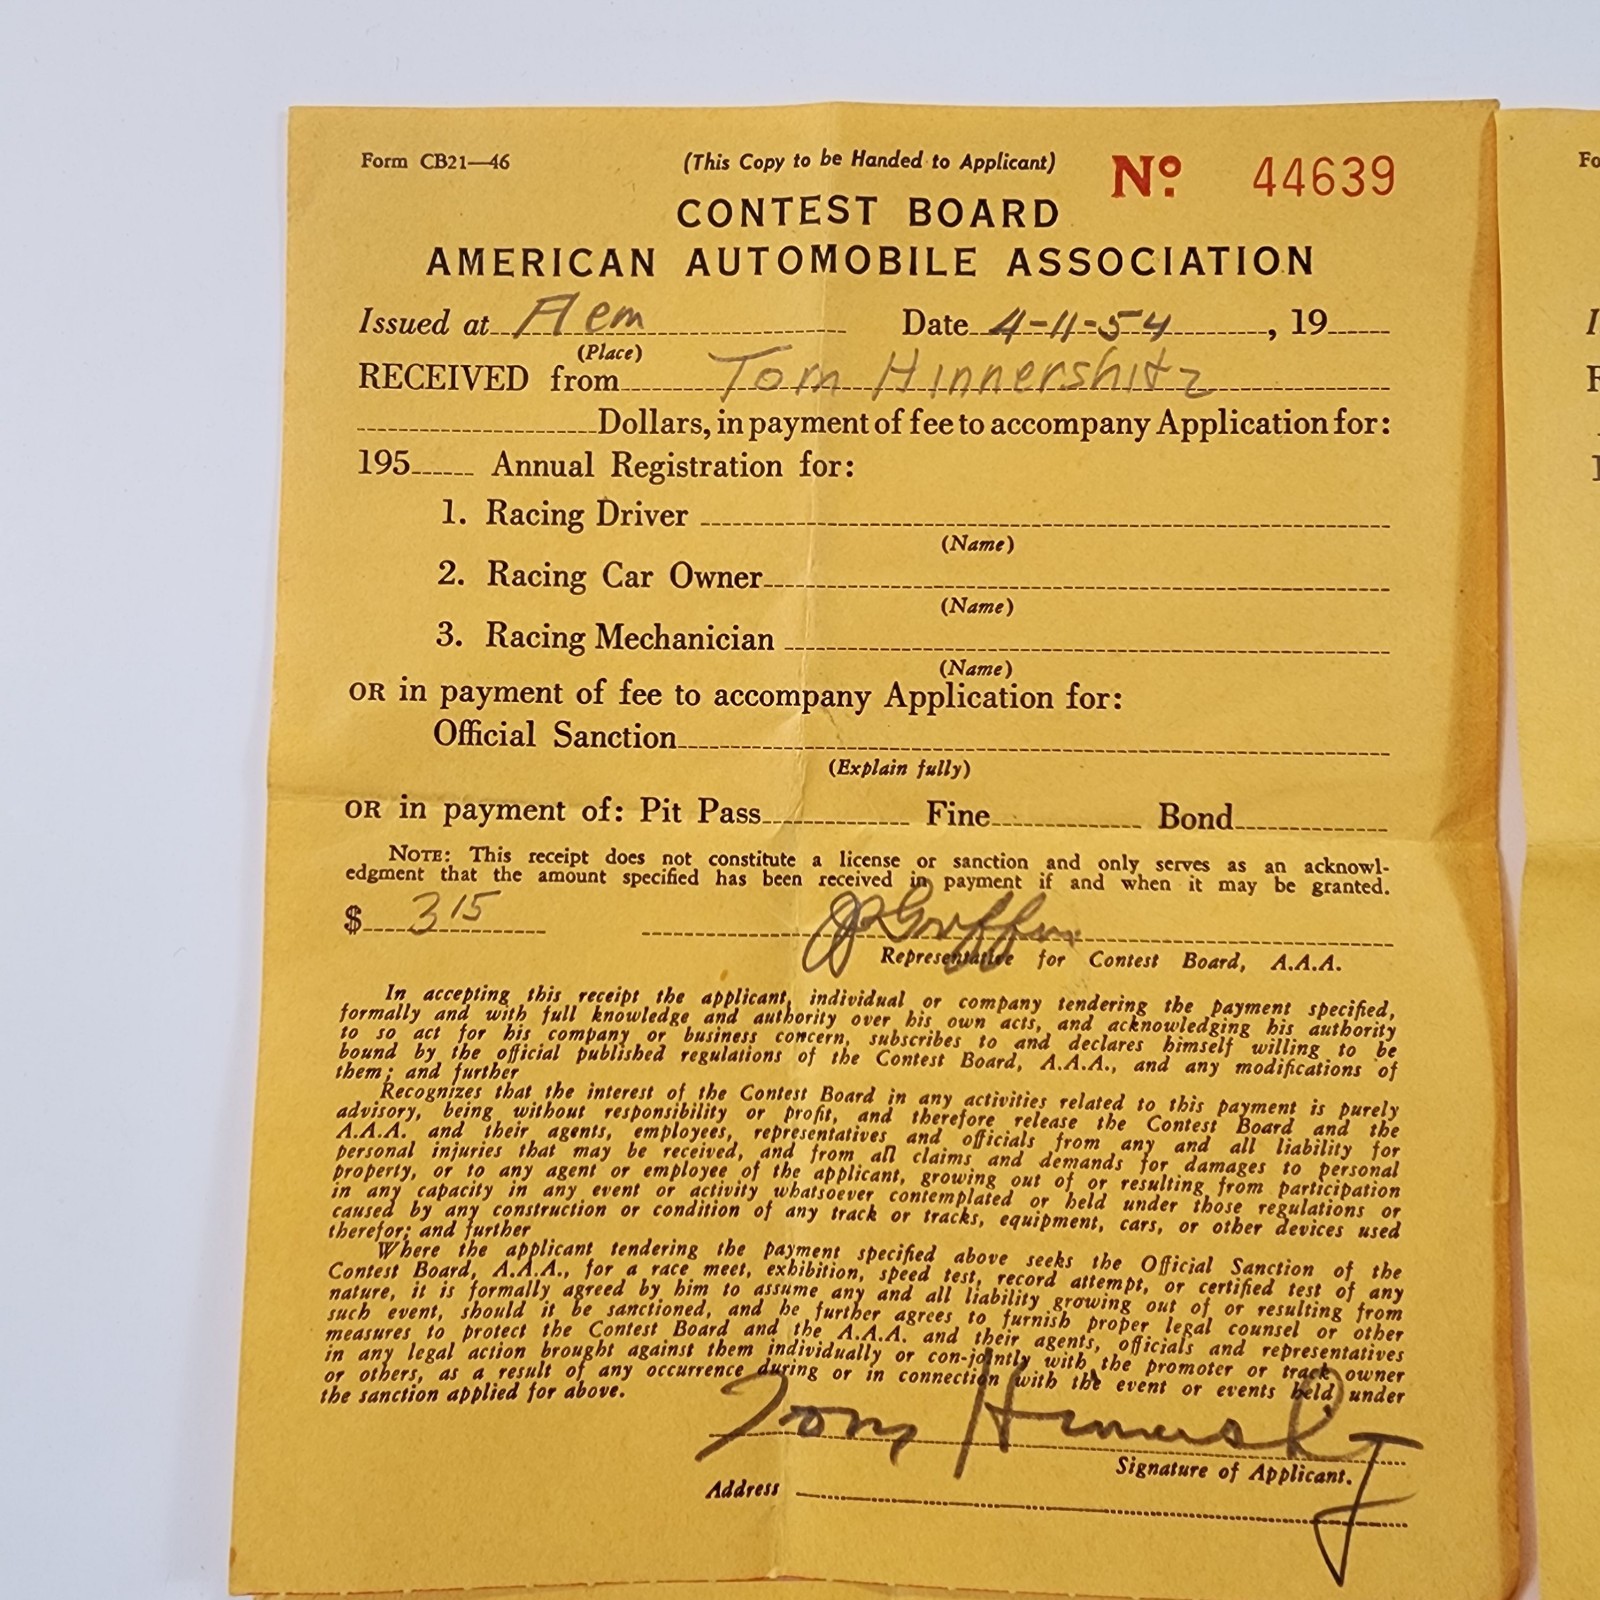 Form CB21—46
(This Copy to be Handed to Applicant)
Nº 44639
CONTEST BOARD
AMERICAN AUTOMOBILE ASSOCIATION
Issued at Flem Date 4-11-54, 19
(Place)
RECEIVED from Tom Hinnershitz
Dollars, in payment of fee to accompany Application for:
195 Annual Registration for:
1. Racing Driver
(Name)
2. Racing Car Owner
(Name)
3. Racing Mechanician
(Name)
OR in payment of fee to accompany Application for:
Official Sanction
(Explain fully)
OR in payment of: Pit Pass Fine Bond
NOTE: This receipt does not constitute a license or sanction and only serves as an acknowl-
edgment that the amount specified has been received in payment if and when it may be granted.
$ 315 JP Griffin
Representative for Contest Board, A.A.A.
In accepting this receipt the applicant, individual or company tendering the payment specified,
formally and with full knowledge and authority over his own acts, and acknowledging his authority
to so act for his company or business concern, subscribes to and declares himself willing to be
bound by the official published regulations of the Contest Board, A.A.A., and any modifications of
them; and further
Recognizes that the interest of the Contest Board in any activities related to this payment is purely
advisory, being without responsibility or profit, and therefore release the Contest Board and the
A.A.A. and their agents, employees, representatives and officials from any and all liability for
personal injuries that may be received, and from all claims and demands for damages to personal
property, or to any agent or employee of the applicant, growing out of or resulting from participation
in any capacity in any event or activity whatsoever contemplated or held under those regulations or
caused by any construction or condition of any track or tracks, equipment, cars, or other devices used
therefor; and further
Where the applicant tendering the payment specified above seeks the Official Sanction of the
Contest Board, A.A.A., for a race meet, exhibition, speed test, record attempt, or certified test of any
nature, it is formally agreed by him to assume any and all liability growing out of or resulting from
such event, should it be sanctioned, and he further agrees to furnish proper legal counsel or other
measures to protect the Contest Board and the A.A.A. and their agents, officials and representatives
in any legal action brought against them individually or con-jointly with the promoter or track owner
or others, as a result of any occurrence during or in connection with the event or events held under
the sanction applied for above.
Tom Hinnershitz
Signature of Applicant.
Address